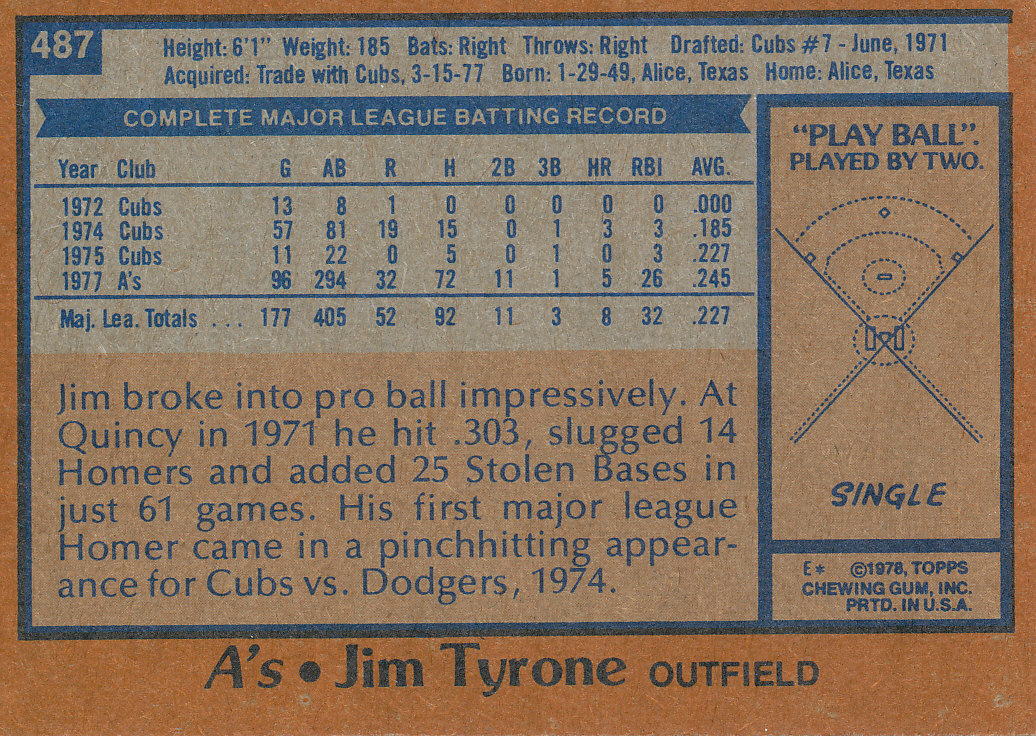 487
Height: 6'1" Weight: 185 Bats: Right Throws: Right Drafted: Cubs #7 - June, 1971
Acquired: Trade with Cubs, 3-15-77 Born: 1-29-49, Alice, Texas Home: Alice, Texas
COMPLETE MAJOR LEAGUE BATTING RECORD
Year Club G AB R H 2B 3B HR RBI AVG.
1972 Cubs 13 8 1 0 0 0 0 0 .000
1974 Cubs 57 81 19 15 0 1 3 3 .185
1975 Cubs 11 22 0 5 0 1 0 3 .227
1977 A's 96 294 32 72 11 1 5 26 .245
Maj. Lea. Totals ... 177 405 52 92 11 3 8 32 .227
Jim broke into pro ball impressively. At
Quincy in 1971 he hit .303, slugged 14
Homers and added 25 Stolen Bases in
just 61 games. His first major league
Homer came in a pinchhitting appear-
ance for Cubs vs. Dodgers, 1974.
"PLAY BALL".
PLAYED BY TWO.
SINGLE
E* ©1978, TOPPS
CHEWING GUM, INC.
PRTD. IN U.S.A.
A's • Jim Tyrone OUTFIELD